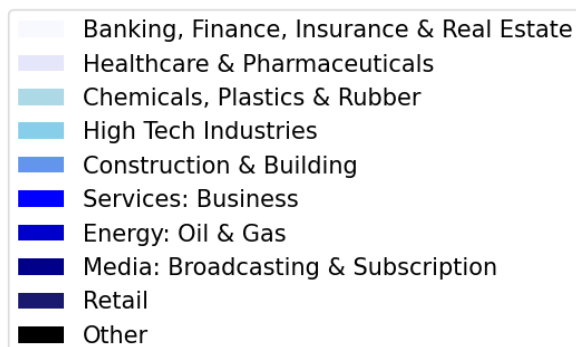 Banking, Finance, Insurance & Real Estate
Healthcare & Pharmaceuticals
Chemicals, Plastics & Rubber
High Tech Industries
Construction & Building
Services: Business
Energy: Oil & Gas
Media: Broadcasting & Subscription
Retail
Other